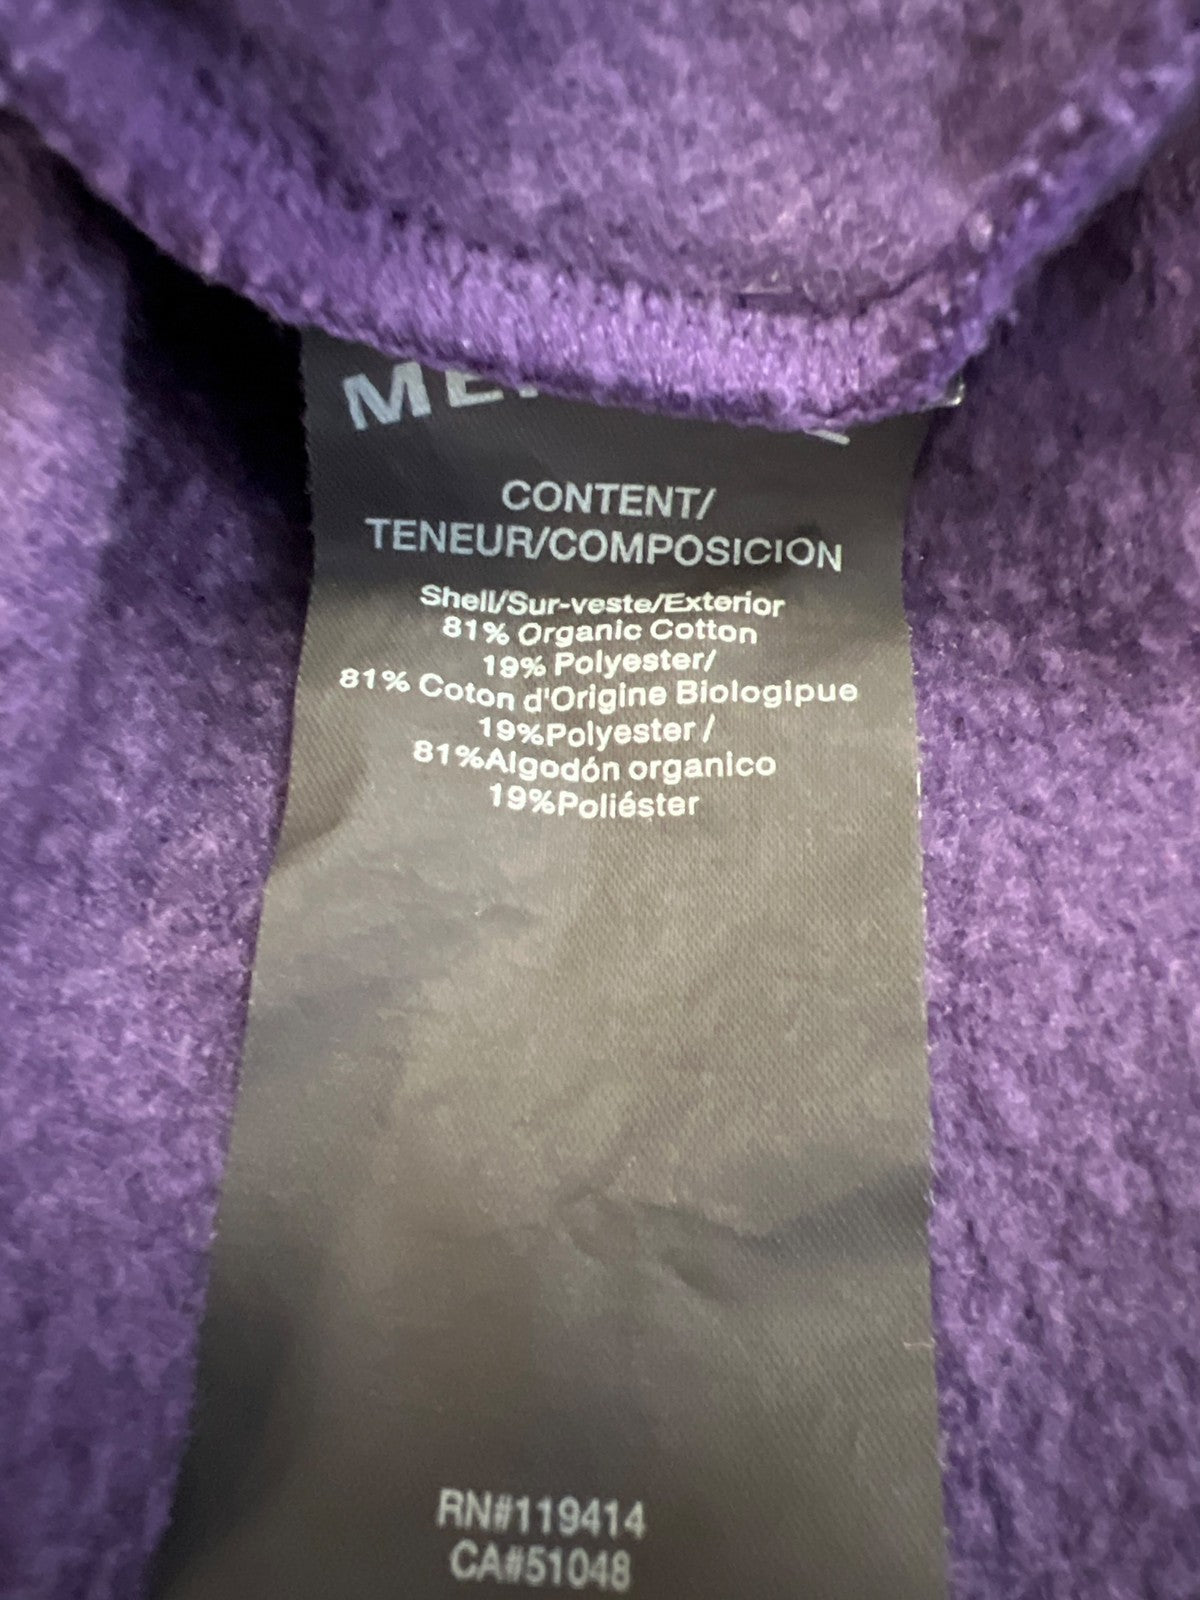 CONTENT/
TENEUR/COMPOSICION
Shell/Sur-veste/Exterior
81% Organic Cotton
19% Polyester/
81% Coton d'Origine Biologipue
19%Polyester /
81%Algodón organico
19%Poliéster
RN#119414
CA#51048